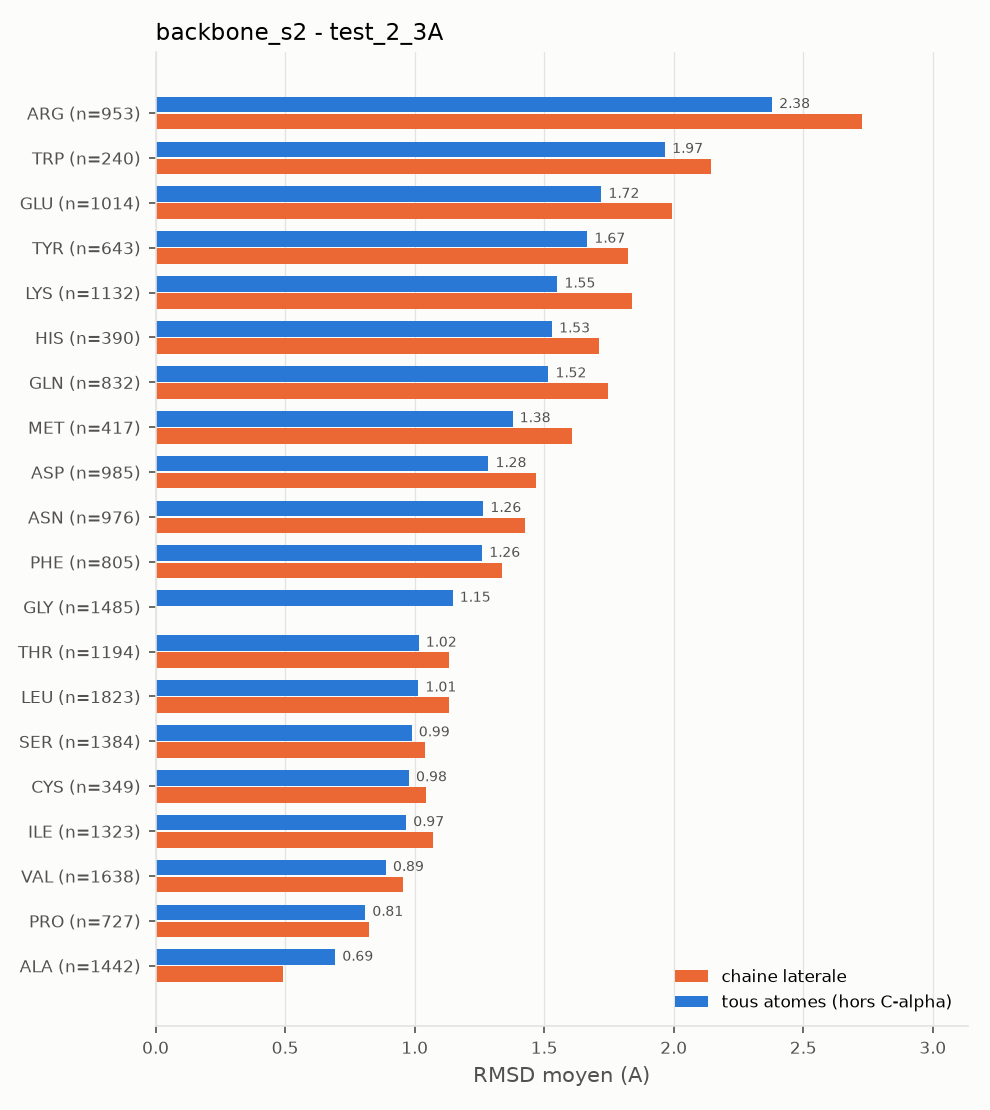 backbone_s2 - test_2_3A
ARG (n=953) 2.38
TRP (n=240) 1.97
GLU (n=1014) 1.72
TYR (n=643) 1.67
LYS (n=1132) 1.55
HIS (n=390) 1.53
GLN (n=832) 1.52
MET (n=417) 1.38
ASP (n=985) 1.28
ASN (n=976) 1.26
PHE (n=805) 1.26
GLY (n=1485) 1.15
THR (n=1194) 1.02
LEU (n=1823) 1.01
SER (n=1384) 0.99
CYS (n=349) 0.98
ILE (n=1323) 0.97
VAL (n=1638) 0.89
PRO (n=727) 0.81
ALA (n=1442) 0.69
chaine laterale
tous atomes (hors C-alpha)
0.0 0.5 1.0 1.5 2.0 2.5 3.0
RMSD moyen (A)